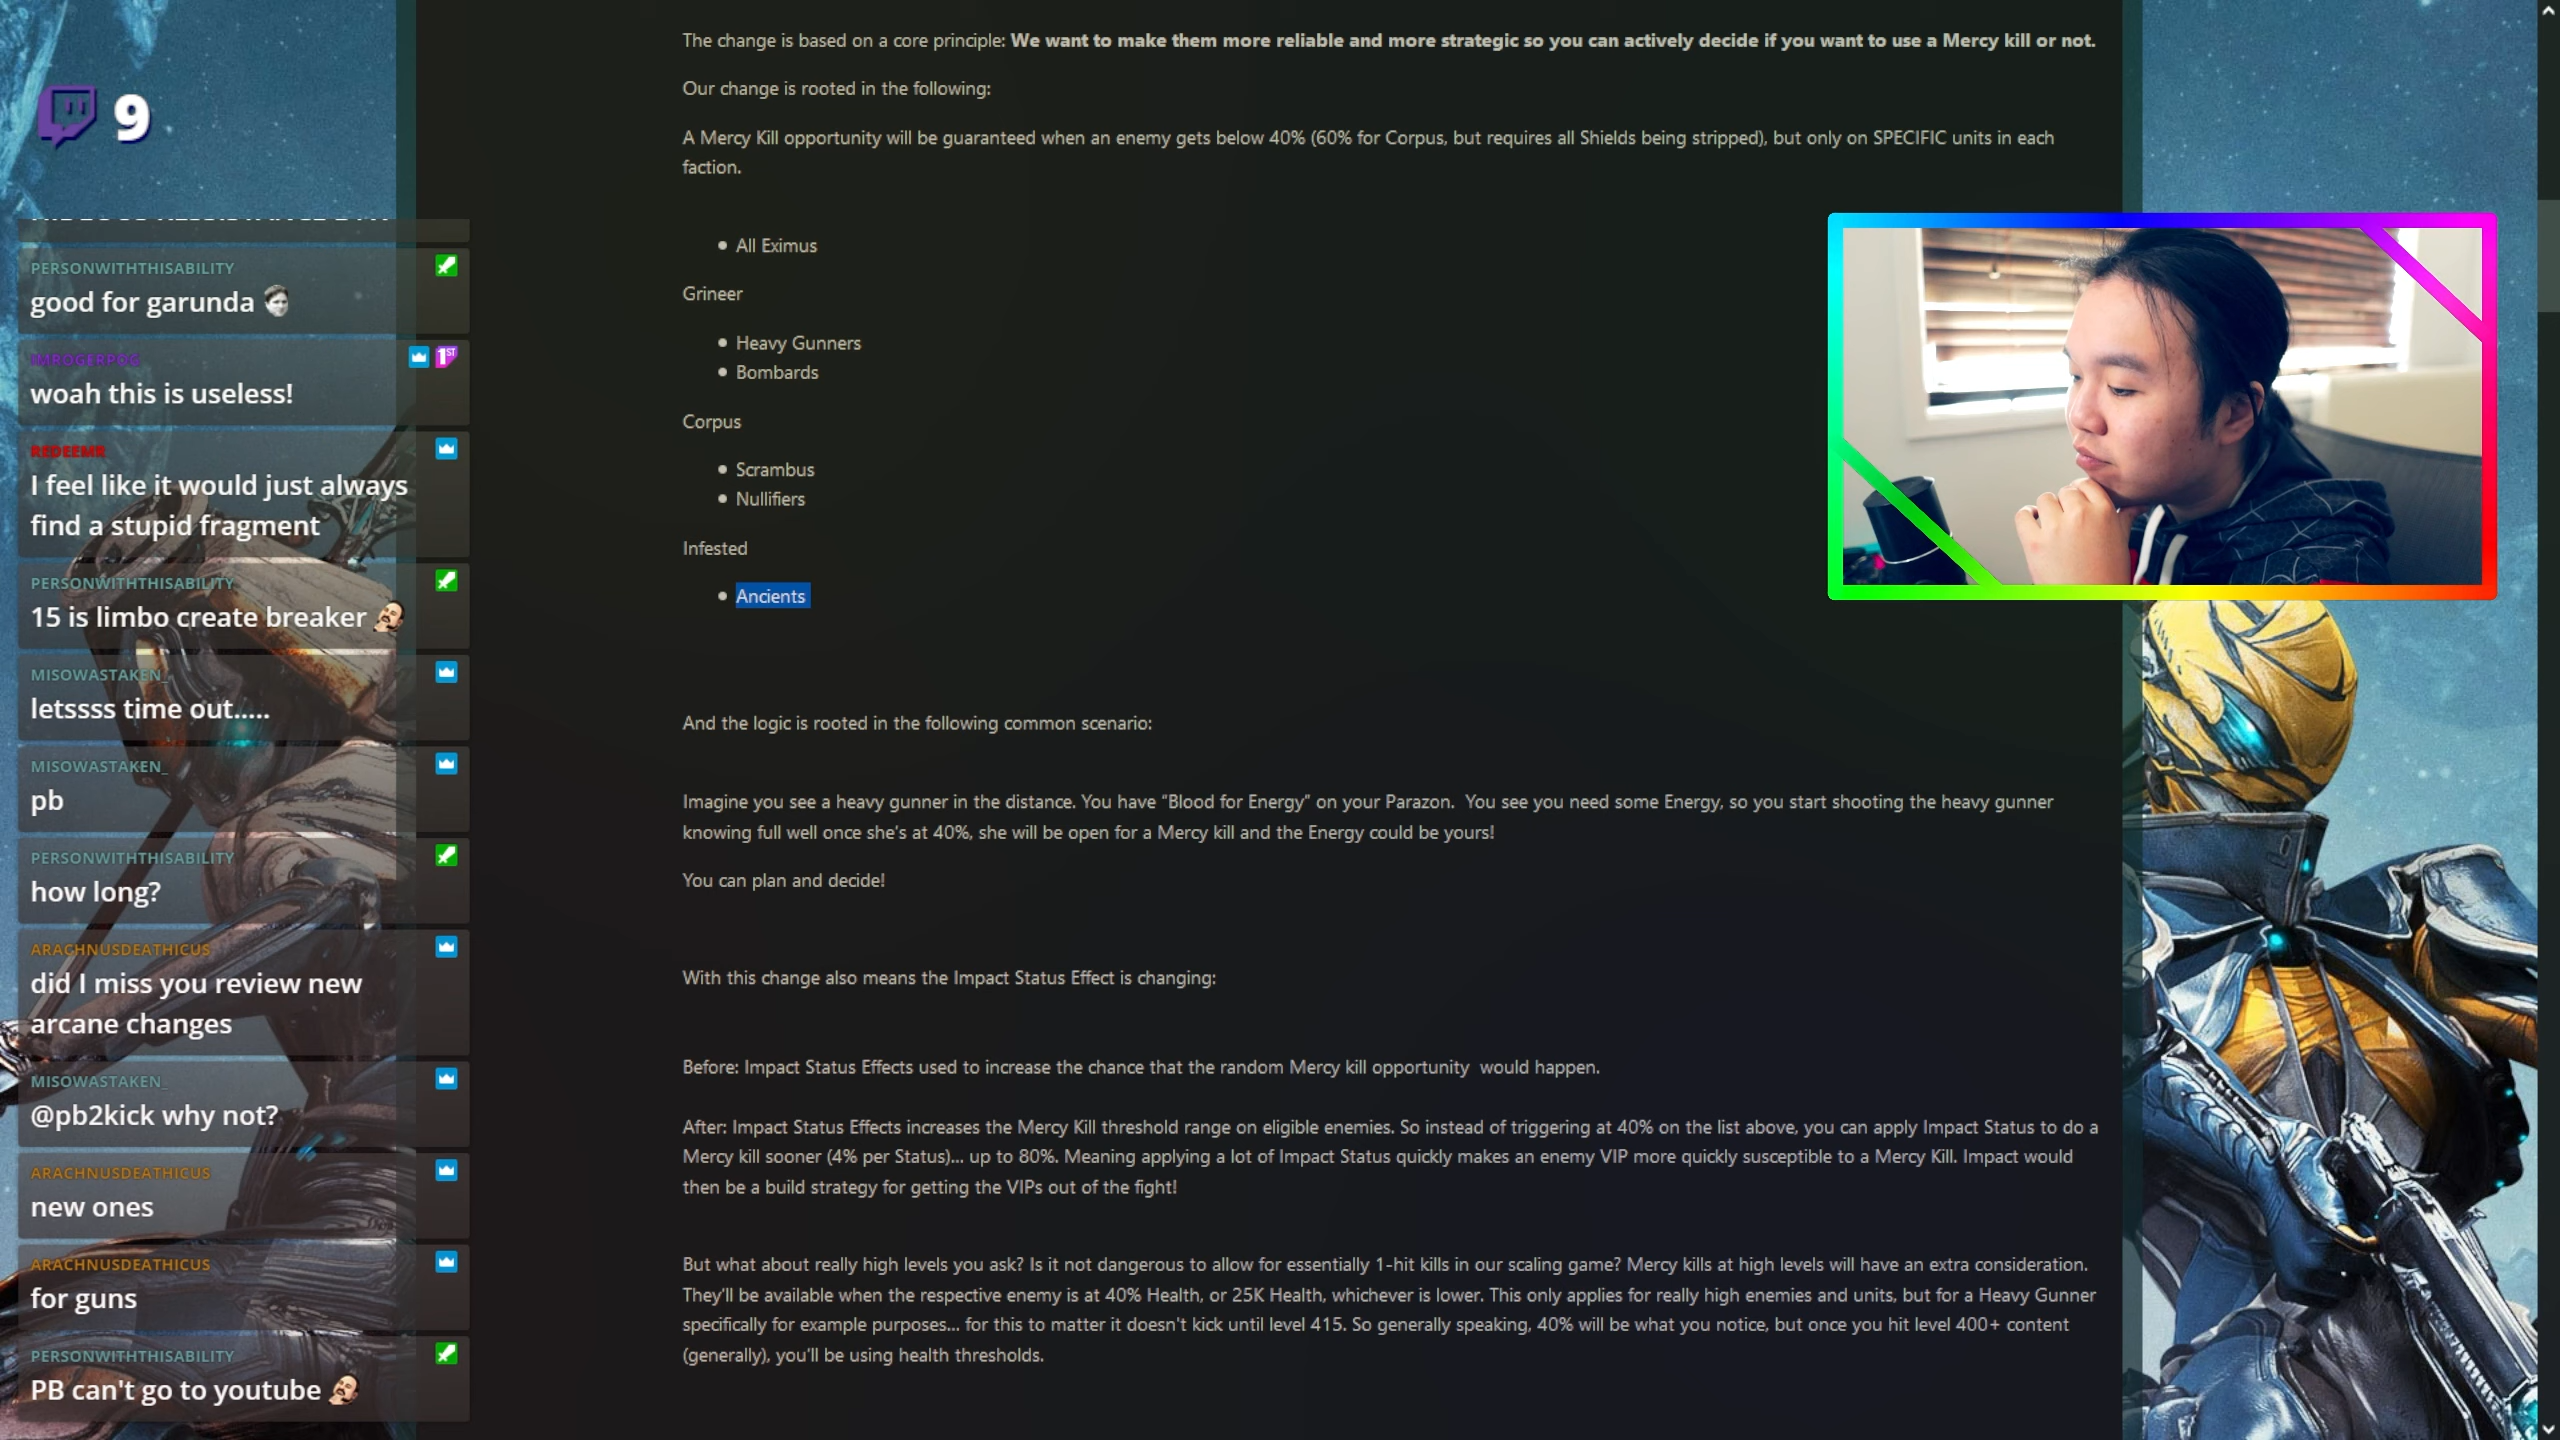 9
PERSONWITHTHISABILITY
good for garunda
IMROGERPOC
woah this is useless!
REDEEMR
I feel like it would just always
find a stupid fragment
PERSONWITHTHISABILITY
15 is limbo create breaker
MISOWASTAKEN_
letssss time out.....
MISOWASTAKEN_
pb
PERSONWITHTHISABILITY
how long?
ARACHNUSDEATHICUS
did I miss you review new
arcane changes
MISOWASTAKEN_
@pb2kick why not?
ARACHNUSDEATHICUS
new ones
ARACHNUSDEATHICUS
for guns
PERSONWITHTHISABILITY
PB can't go to youtube
The change is based on a core principle: We want to make them more reliable and more strategic so you can actively decide if you want to use a Mercy kill or not.
Our change is rooted in the following:
A Mercy Kill opportunity will be guaranteed when an enemy gets below 40% (60% for Corpus, but requires all Shields being stripped), but only on SPECIFIC units in each
faction.
All Eximus
Grineer
Heavy Gunners
Bombards
Corpus
Scrambus
Nullifiers
Infested
Ancients
And the logic is rooted in the following common scenario:
Imagine you see a heavy gunner in the distance. You have “Blood for Energy” on your Parazon.  You see you need some Energy, so you start shooting the heavy gunner
knowing full well once she's at 40%, she will be open for a Mercy kill and the Energy could be yours!
You can plan and decide!
With this change also means the Impact Status Effect is changing:
Before: Impact Status Effects used to increase the chance that the random Mercy kill opportunity  would happen.
After: Impact Status Effects increases the Mercy Kill threshold range on eligible enemies. So instead of triggering at 40% on the list above, you can apply Impact Status to do a
Mercy kill sooner (4% per Status)... up to 80%. Meaning applying a lot of Impact Status quickly makes an enemy VIP more quickly susceptible to a Mercy Kill. Impact would
then be a build strategy for getting the VIPs out of the fight!
But what about really high levels you ask? Is it not dangerous to allow for essentially 1-hit kills in our scaling game? Mercy kills at high levels will have an extra consideration.
They'll be available when the respective enemy is at 40% Health, or 25K Health, whichever is lower. This only applies for really high enemies and units, but for a Heavy Gunner
specifically for example purposes... for this to matter it doesn't kick until level 415. So generally speaking, 40% will be what you notice, but once you hit level 400+ content
(generally), you'll be using health thresholds.